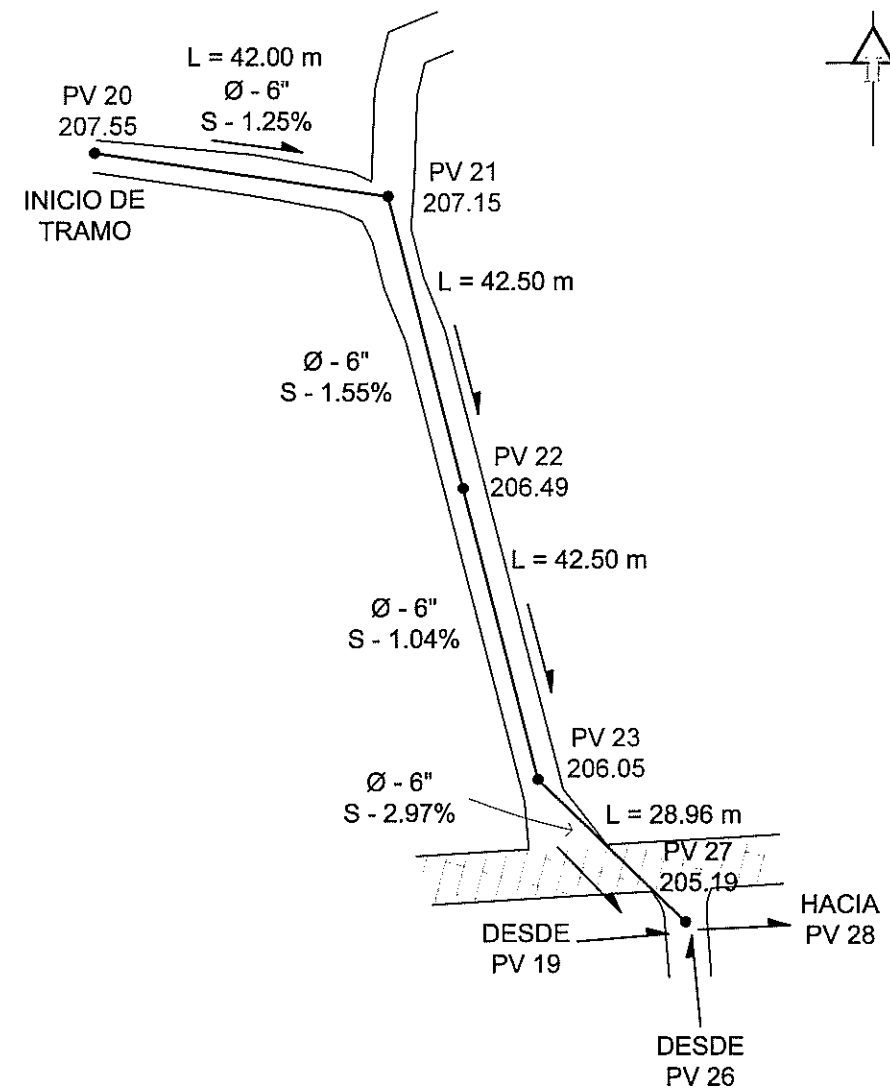 L = 42.00 m
Ø - 6"
S - 1.25%
PV 20
207.55
INICIO DE
TRAMO
PV 21
207.15
L = 42.50 m
Ø - 6"
S - 1.55%
PV 22
206.49
L = 42.50 m
Ø - 6"
S - 1.04%
PV 23
206.05
Ø - 6"
S - 2.97%
L = 28.96 m
PV 27
205.19
DESDE
PV 19
HACIA
PV 28
DESDE
PV 26